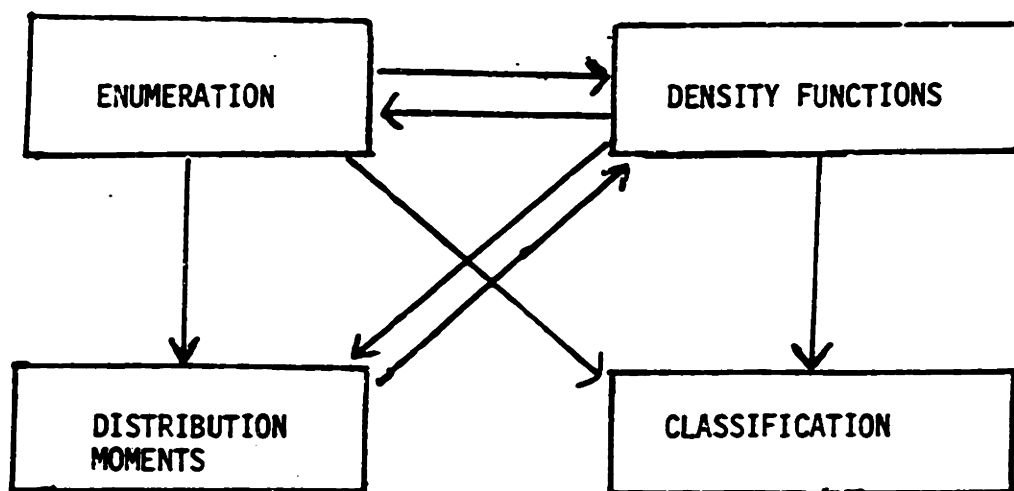 ENUMERATION
DENSITY FUNCTIONS
DISTRIBUTION
MOMENTS
CLASSIFICATION